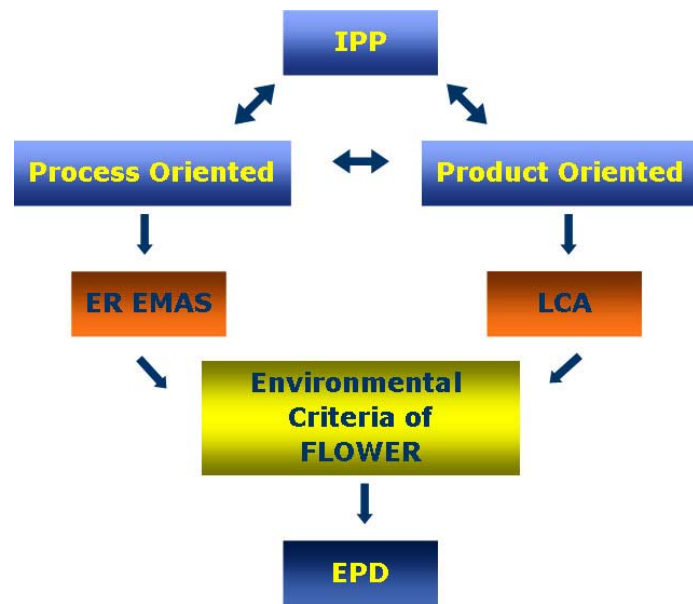 IPP
Process Oriented
Product Oriented
ER EMAS
LCA
Environmental
Criteria of
FLOWER
EPD